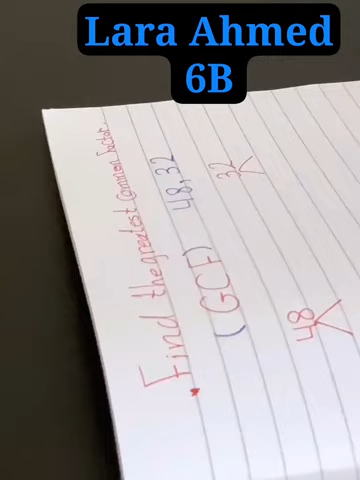 Lara Ahmed
6B
Find the greatest Common factor.
(GCF) 48,32
48 32